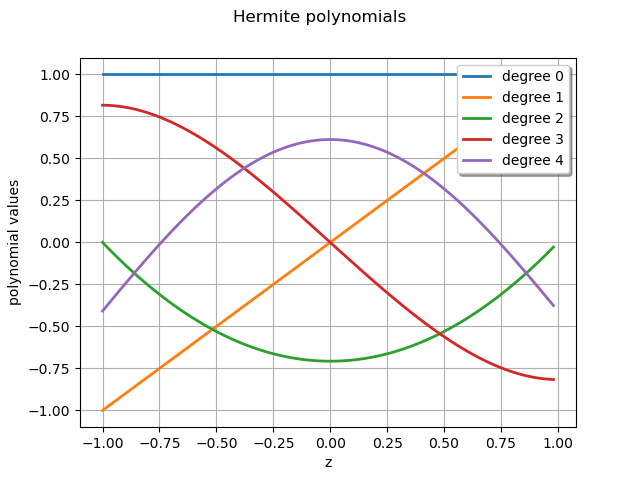 Hermite polynomials
degree 0
degree 1
degree 2
degree 3
degree 4
1.00
0.75
0.50
0.25
0.00
−0.25
−0.50
−0.75
−1.00
polynomial values
−1.00 −0.75 −0.50 −0.25 0.00 0.25 0.50 0.75 1.00
z